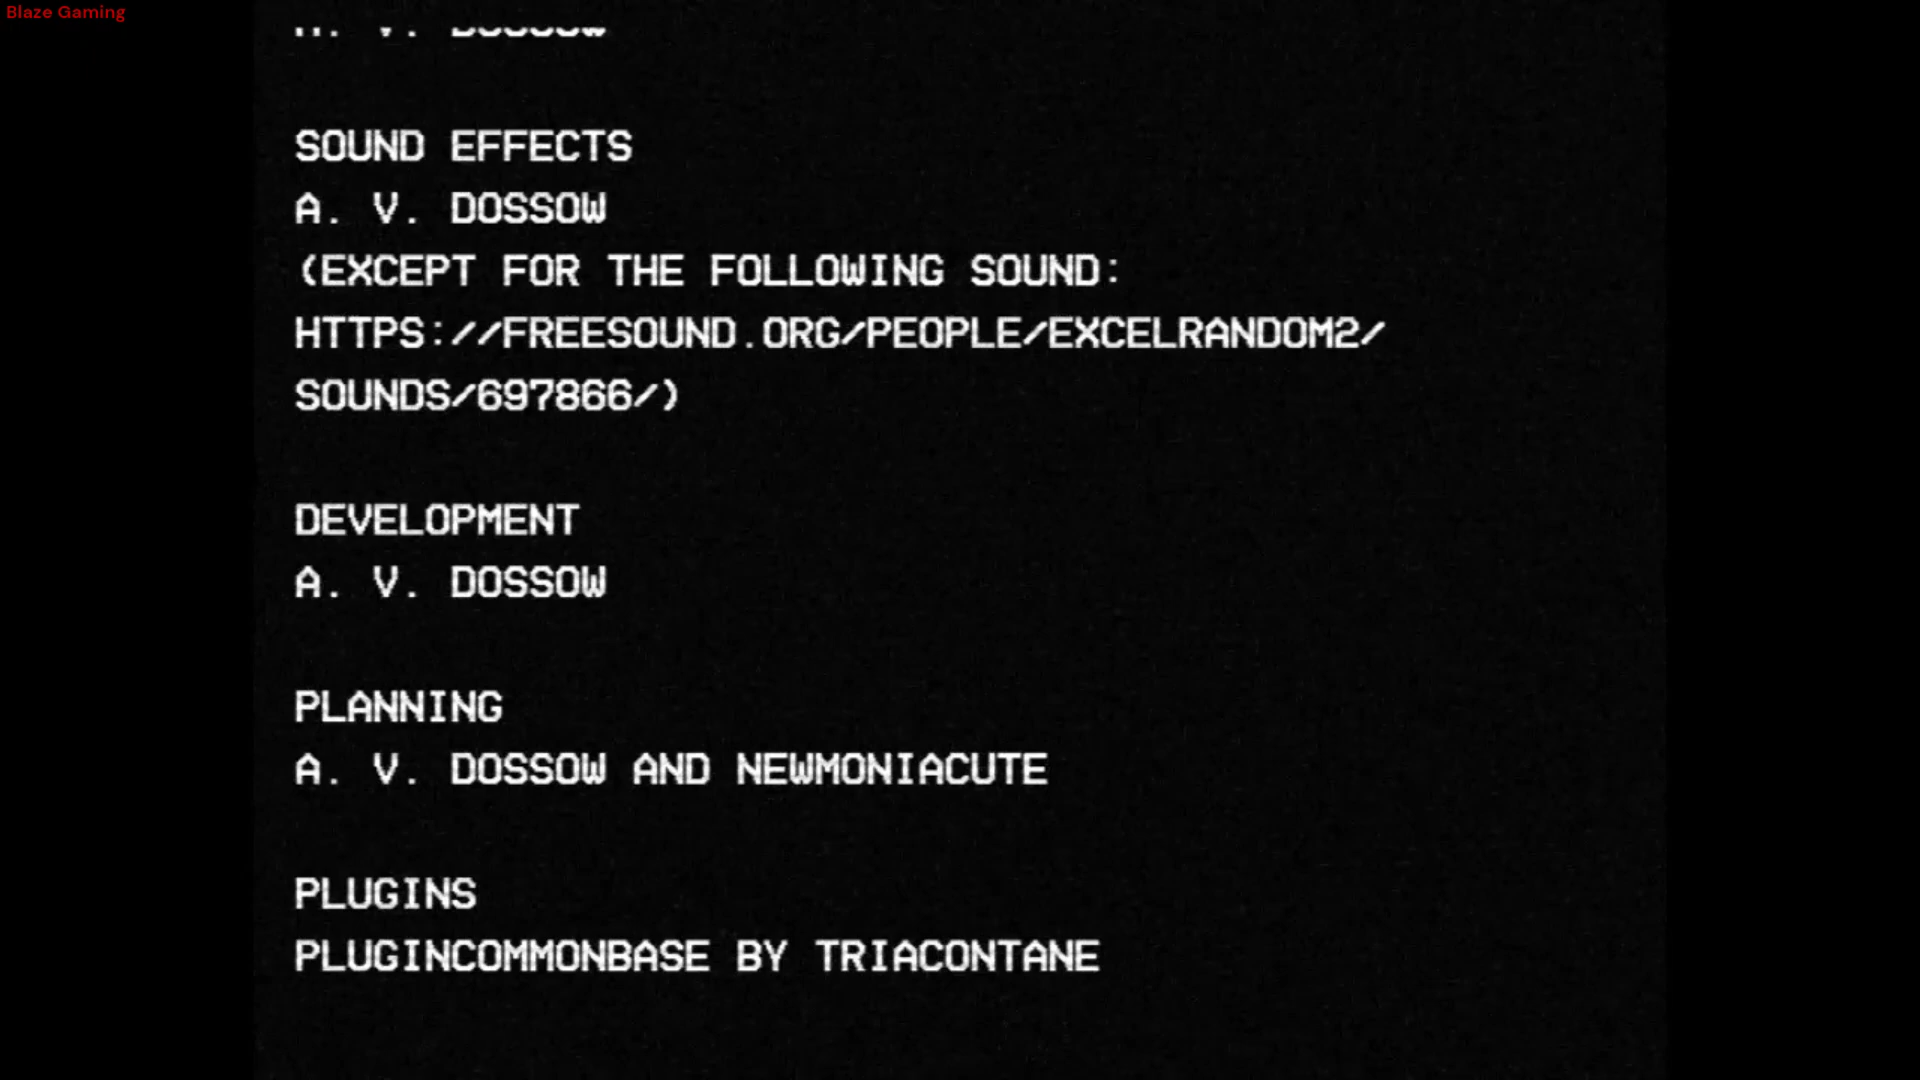 Blaze Gaming
SOUND EFFECTS
A. V. DOSSOW
(EXCEPT FOR THE FOLLOWING SOUND:
HTTPS://FREESOUND.ORG/PEOPLE/EXCELRANDOM2/
SOUNDS/697866/)
DEVELOPMENT
A. V. DOSSOW
PLANNING
A. V. DOSSOW AND NEWMONIACUTE
PLUGINS
PLUGINCOMMONBASE BY TRIACONTANE